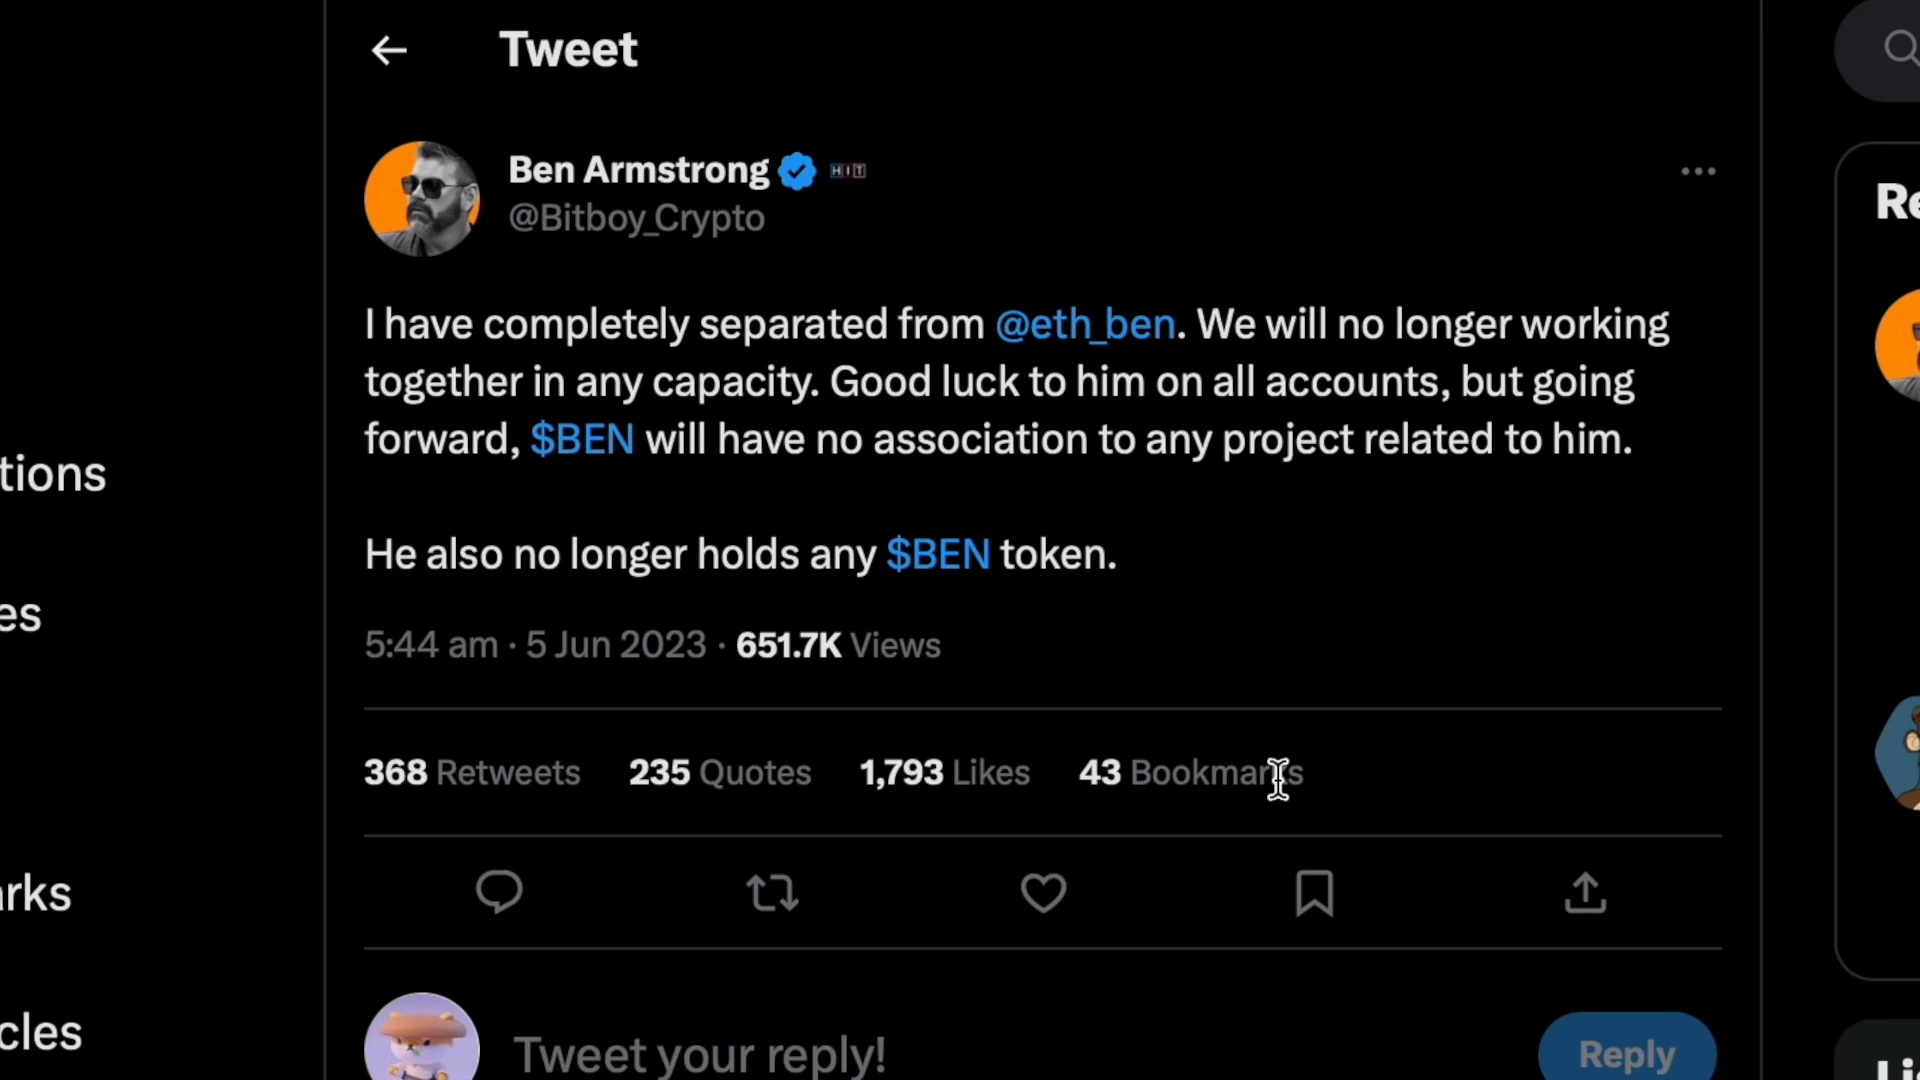 Tweet
Ben Armstrong HIT
@Bitboy_Crypto
I have completely separated from @eth_ben. We will no longer working
together in any capacity. Good luck to him on all accounts, but going
forward, $BEN will have no association to any project related to him.
He also no longer holds any $BEN token.
5:44 am · 5 Jun 2023 · 651.7K Views
368 Retweets 235 Quotes 1,793 Likes 43 Bookmarks
Tweet your reply!
Reply
tions
es
arks
cles
Re
Li